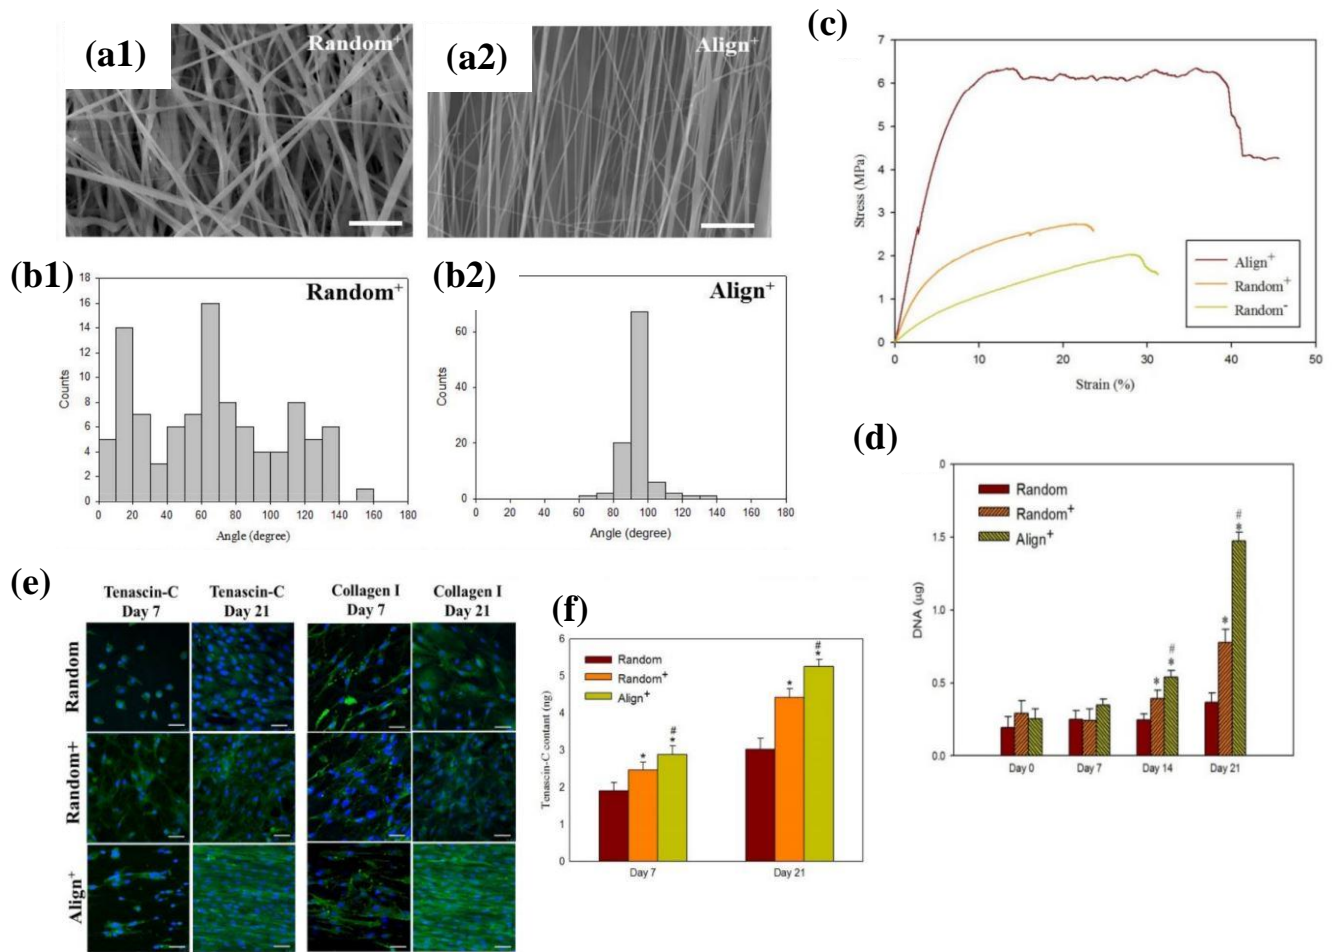 (a1)
Random+
(a2)
Align+
(b1)
Random+
18
16
14
12
10
8
6
4
2
0
Counts
0 20 40 60 80 100 120 140 160 180
Angle (degree)
(b2)
Align+
60
40
20
0
Counts
0 20 40 60 80 100 120 140 160 180
Angle (degree)
(c)
7
6
5
4
3
2
1
0
Stress (MPa)
Align+
Random+
Random-
0 10 20 30 40 50
Strain (%)
(d)
0
1.5
1.0
0.5
0.0
DNA (µg)
Random
Random+
Align+
*
#
*
*
#
*
Day 0 Day 7 Day 14 Day 21
(e)
Tenascin-C
Day 7
Tenascin-C
Day 21
Collagen I
Day 7
Collagen I
Day 21
Random
Random+
Align+
(f)
6
5
4
3
2
1
0
Tenascin-C contant (ng)
Random
Random+
Align+
*
#
*
*
#
*
Day 7 Day 21